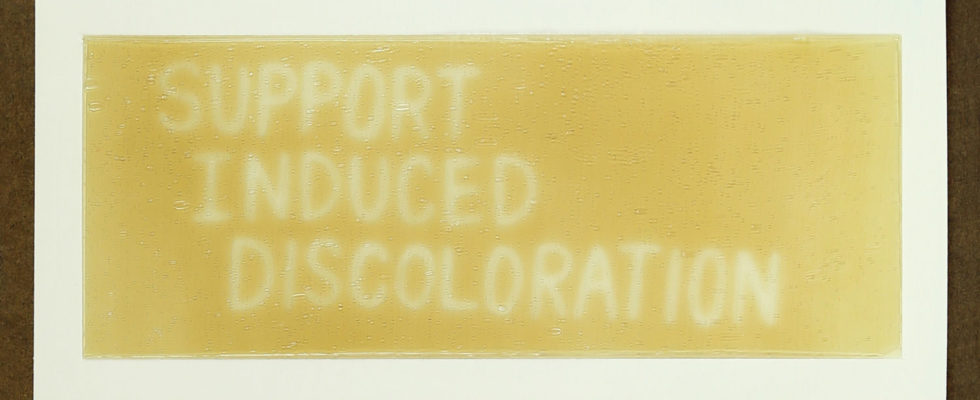 SUPPORT
INDUCED
DISCOLORATION